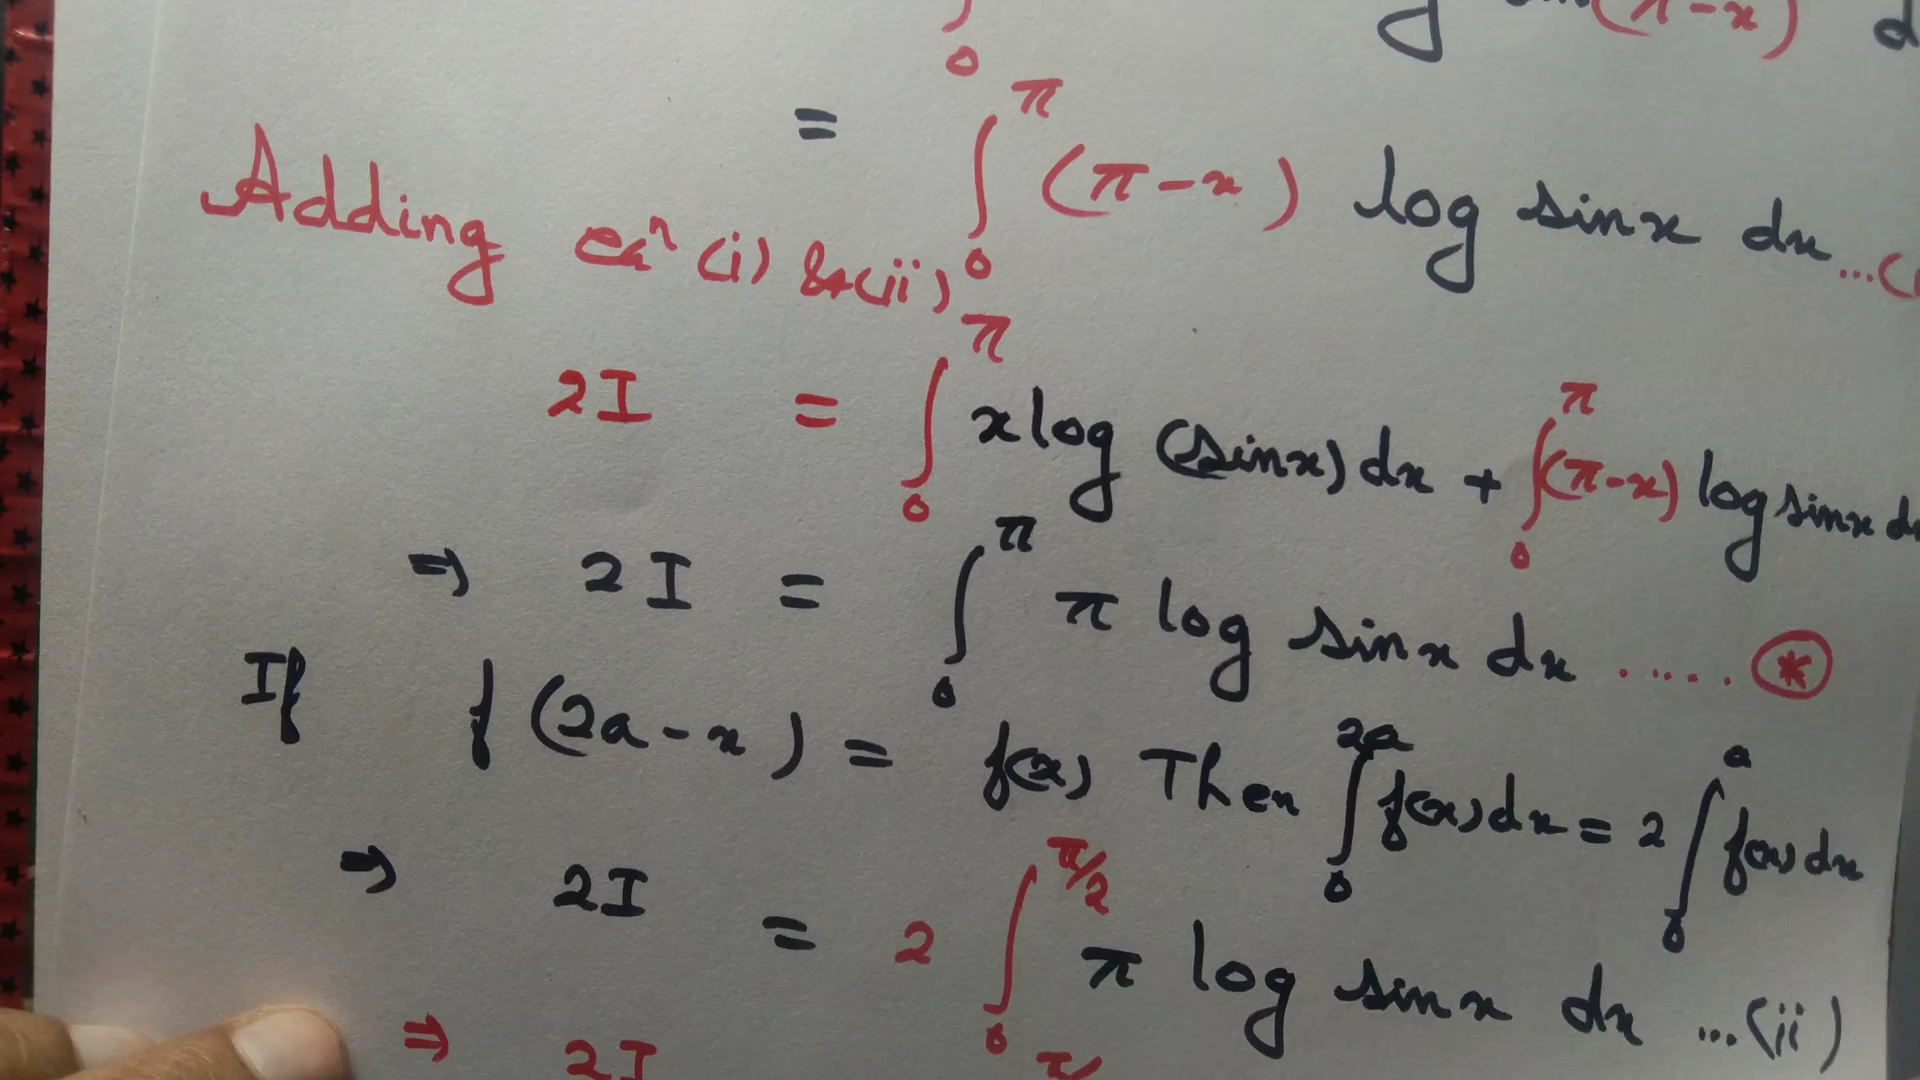 ∫₀ sin(π-x)
= ∫₀^π (π-x) log sinx dx ...(
Adding eqⁿ (i) & (ii),
2I = ∫₀^π x log (sinx) dx + ∫₀^π (π-x) log sinx dx
⇒ 2I = ∫₀^π π log sinx dx ..... ⊛
If f(2a-x) = f(x) Then ∫₀^2a f(x) dx = 2 ∫₀^a f(x) dx
⇒ 2I = 2 ∫₀^π/2 π log sinx dx ...(ii)
⇒ 2I π/